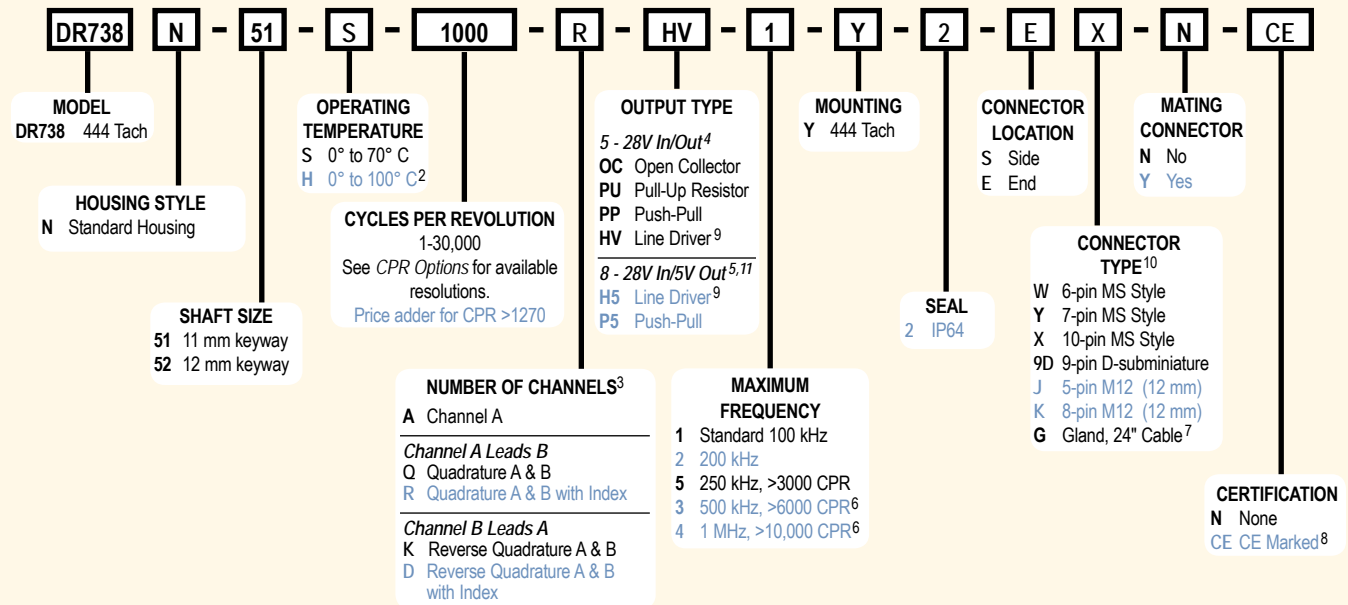 DR738 N - 51 - S - 1000 - R - HV - 1 - Y - 2 - E X - N - CE
MODEL
DR738 444 Tach
HOUSING STYLE
N Standard Housing
SHAFT SIZE
51 11 mm keyway
52 12 mm keyway
OPERATING
TEMPERATURE
S 0° to 70° C
H 0° to 100° C2
CYCLES PER REVOLUTION
1-30,000
See CPR Options for available
resolutions.
Price adder for CPR >1270
NUMBER OF CHANNELS3
A Channel A
Channel A Leads B
Q Quadrature A & B
R Quadrature A & B with Index
Channel B Leads A
K Reverse Quadrature A & B
D Reverse Quadrature A & B
with Index
OUTPUT TYPE
5 - 28V In/Out4
OC Open Collector
PU Pull-Up Resistor
PP Push-Pull
HV Line Driver9
8 - 28V In/5V Out5,11
H5 Line Driver9
P5 Push-Pull
MAXIMUM
FREQUENCY
1 Standard 100 kHz
2 200 kHz
5 250 kHz, >3000 CPR
3 500 kHz, >6000 CPR6
4 1 MHz, >10,000 CPR6
MOUNTING
Y 444 Tach
SEAL
2 IP64
CONNECTOR
LOCATION
S Side
E End
CONNECTOR
TYPE10
W 6-pin MS Style
Y 7-pin MS Style
X 10-pin MS Style
9D 9-pin D-subminiature
J 5-pin M12 (12 mm)
K 8-pin M12 (12 mm)
G Gland, 24" Cable7
MATING
CONNECTOR
N No
Y Yes
CERTIFICATION
N None
CE CE Marked8